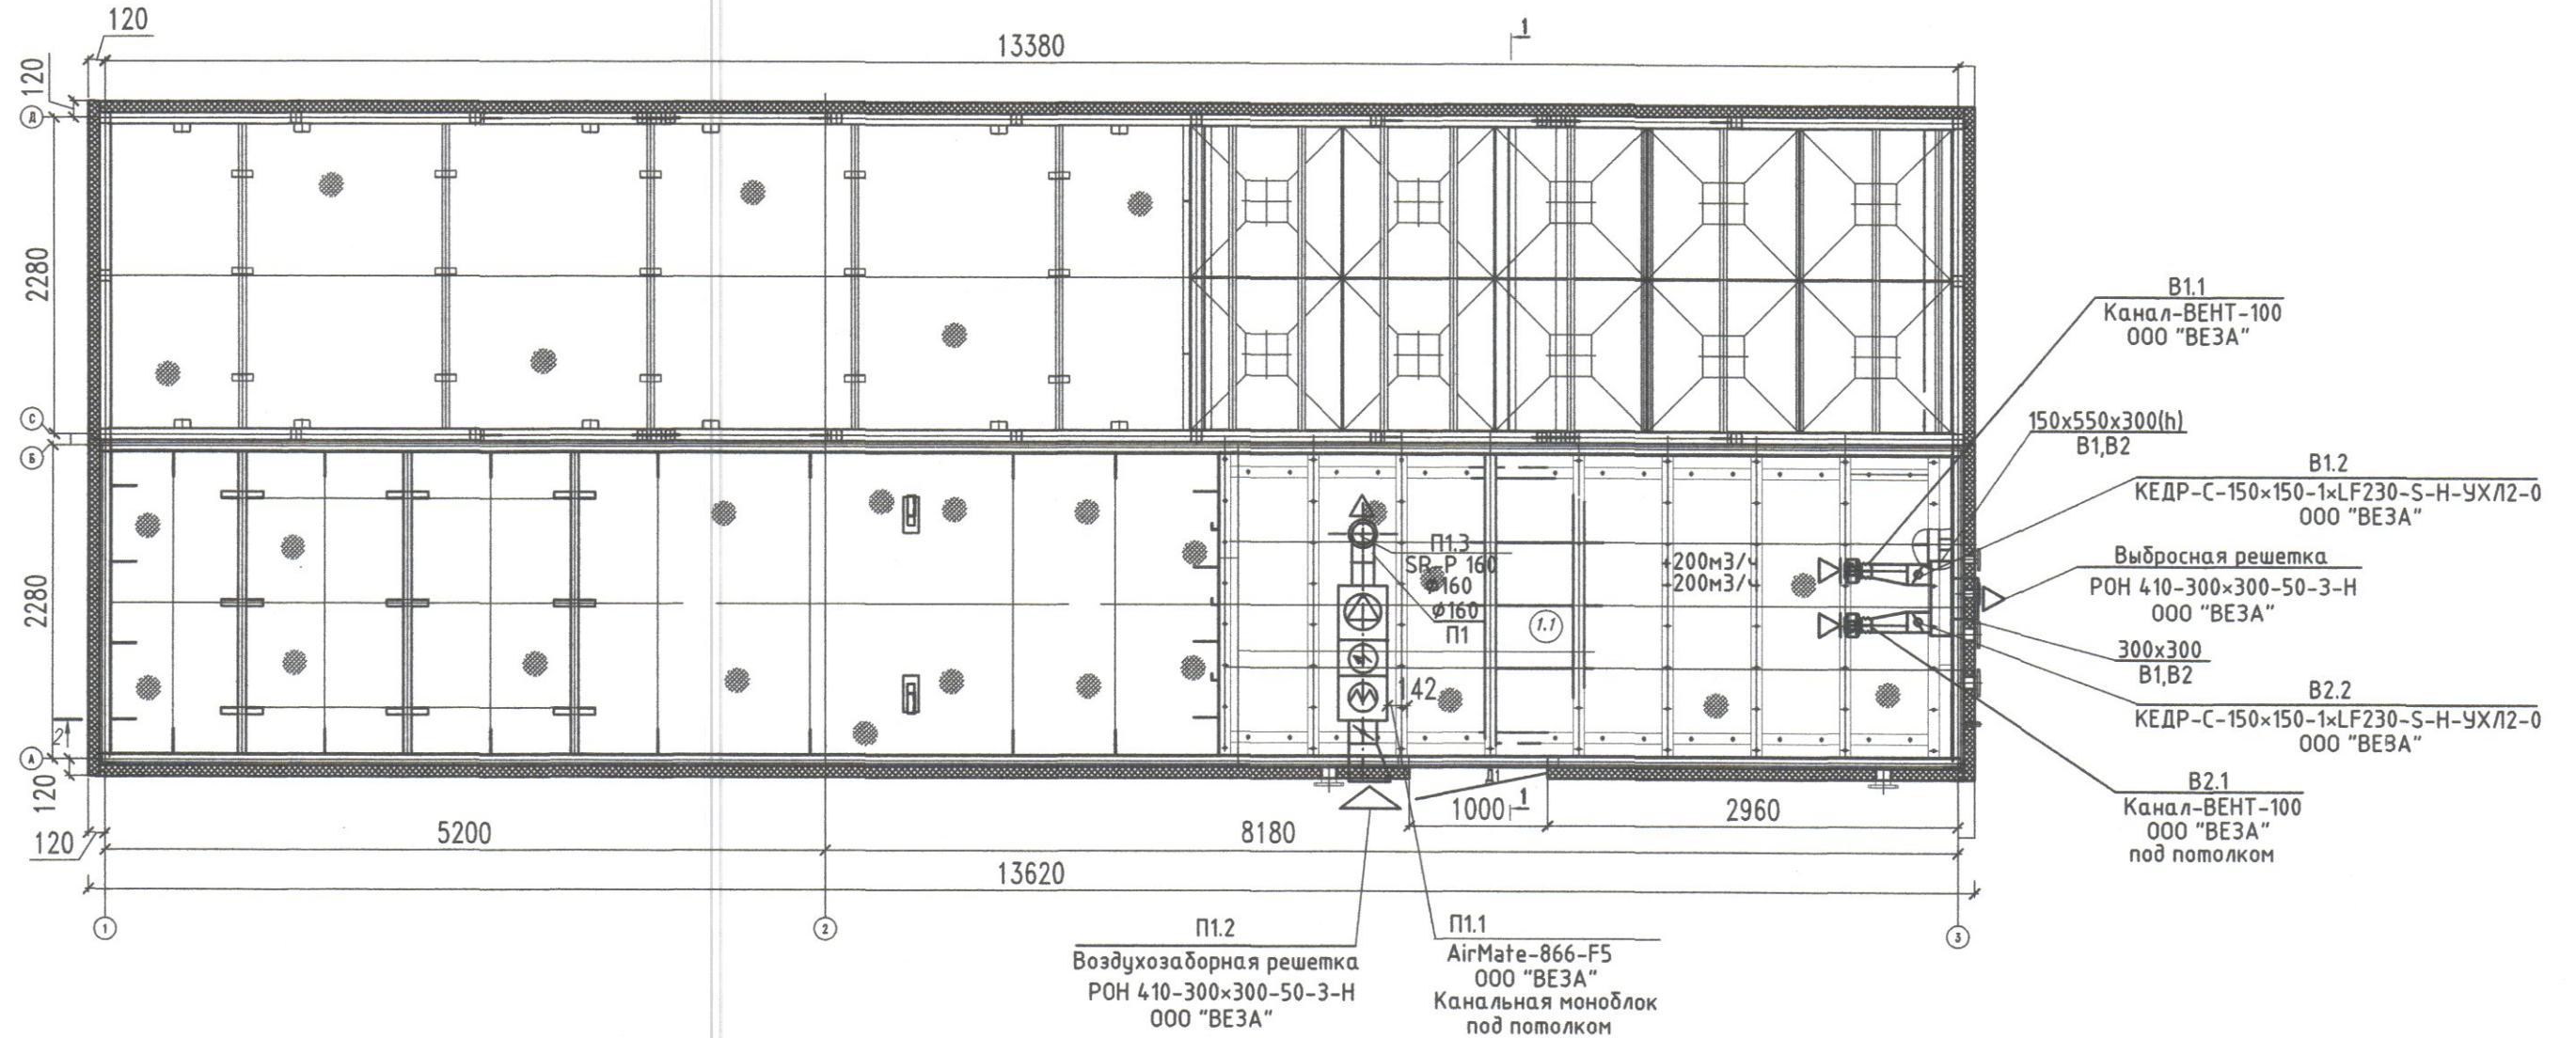 120
13380
1
120
Д
2280
С
Б
2280
2
А
120
120
В1.1
Канал-ВЕНТ-100
ООО "ВЕЗА"
150x550x300(h)
В1,В2
В1.2
КЕДР-С-150×150-1×LF230-S-Н-УХЛ2-0
ООО "ВЕЗА"
Выбросная решетка
РОН 410-300×300-50-3-Н
ООО "ВЕЗА"
300x300
В1,В2
В2.2
КЕДР-С-150×150-1×LF230-S-Н-УХЛ2-0
ООО "ВЕЗА"
В2.1
Канал-ВЕНТ-100
ООО "ВЕЗА"
под потолком
П1.3
SR-P 160
ϕ160
ϕ160
П1
+200м3/ч
-200м3/ч
1.1
142
Д1
1000
1
2960
5200
8180
13620
1
2
3
П1.2
Воздухозаборная решетка
РОН 410-300×300-50-3-Н
ООО "ВЕЗА"
П1.1
AirMate-866-F5
ООО "ВЕЗА"
Канальная моноблок
под потолком